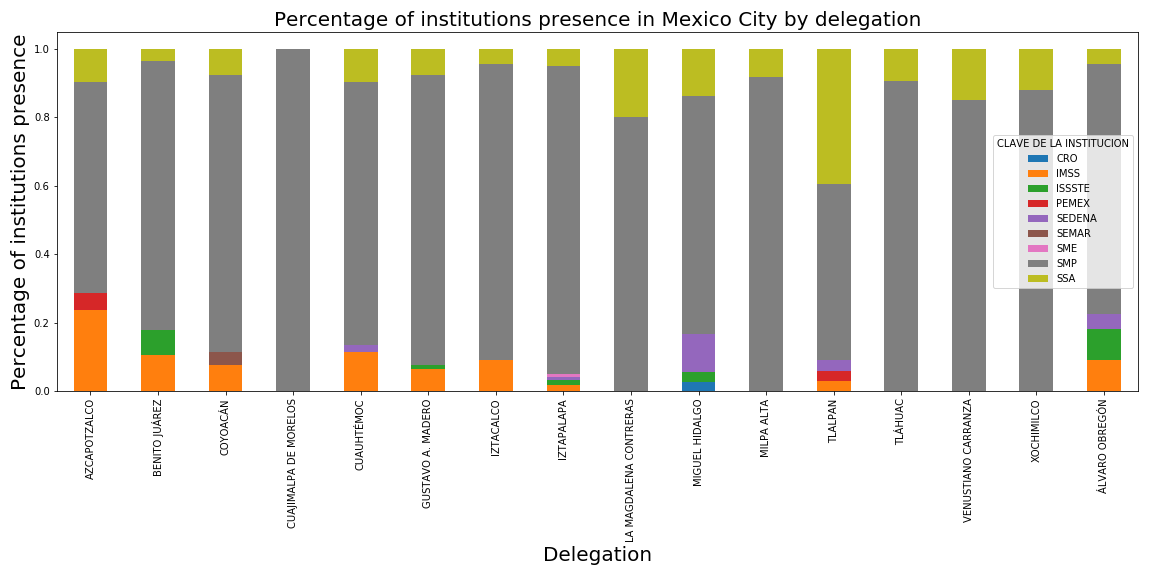 Percentage of institutions presence in Mexico City by delegation
Percentage of institutions presence
1.0
0.8
0.6
0.4
0.2
0.0
CLAVE DE LA INSTITUCION
CRO
IMSS
ISSSTE
PEMEX
SEDENA
SEMAR
SME
SMP
SSA
AZCAPOTZALCO
BENITO JUÁREZ
COYOACÁN
CUAJIMALPA DE MORELOS
CUAUHTÉMOC
GUSTAVO A. MADERO
IZTACALCO
IZTAPALAPA
LA MAGDALENA CONTRERAS
MIGUEL HIDALGO
MILPA ALTA
TLALPAN
TLÁHUAC
VENUSTIANO CARRANZA
XOCHIMILCO
ÁLVARO OBREGÓN
Delegation